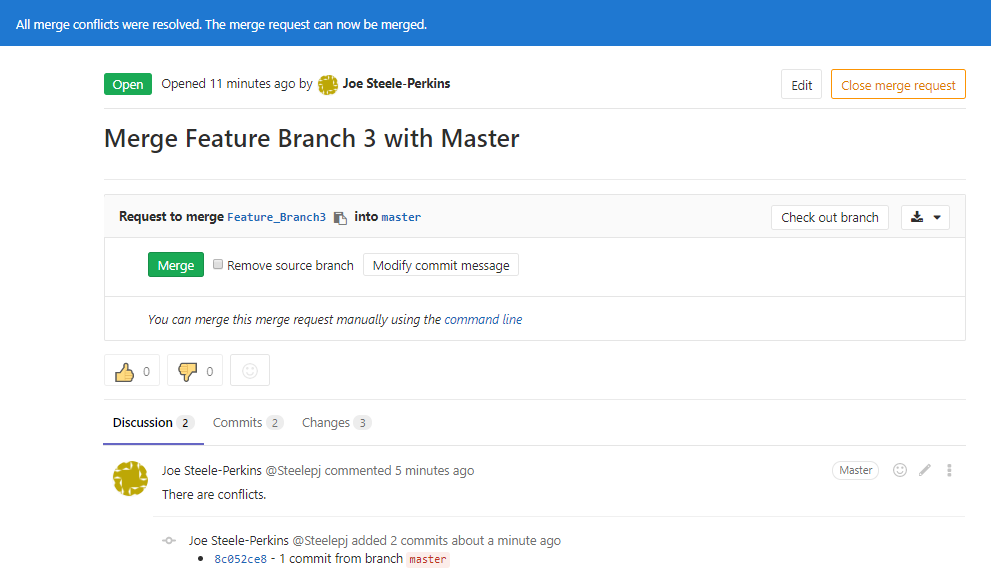 All merge conflicts were resolved. The merge request can now be merged.
Open Opened 11 minutes ago by Joe Steele-Perkins Edit Close merge request
Merge Feature Branch 3 with Master
Request to merge Feature_Branch3 into master Check out branch
Merge Remove source branch Modify commit message
You can merge this merge request manually using the command line
0 0
Discussion 2 Commits 2 Changes 3
Joe Steele-Perkins @Steelepj commented 5 minutes ago Master
There are conflicts.
Joe Steele-Perkins @Steelepj added 2 commits about a minute ago
• 8c052ce8 - 1 commit from branch master